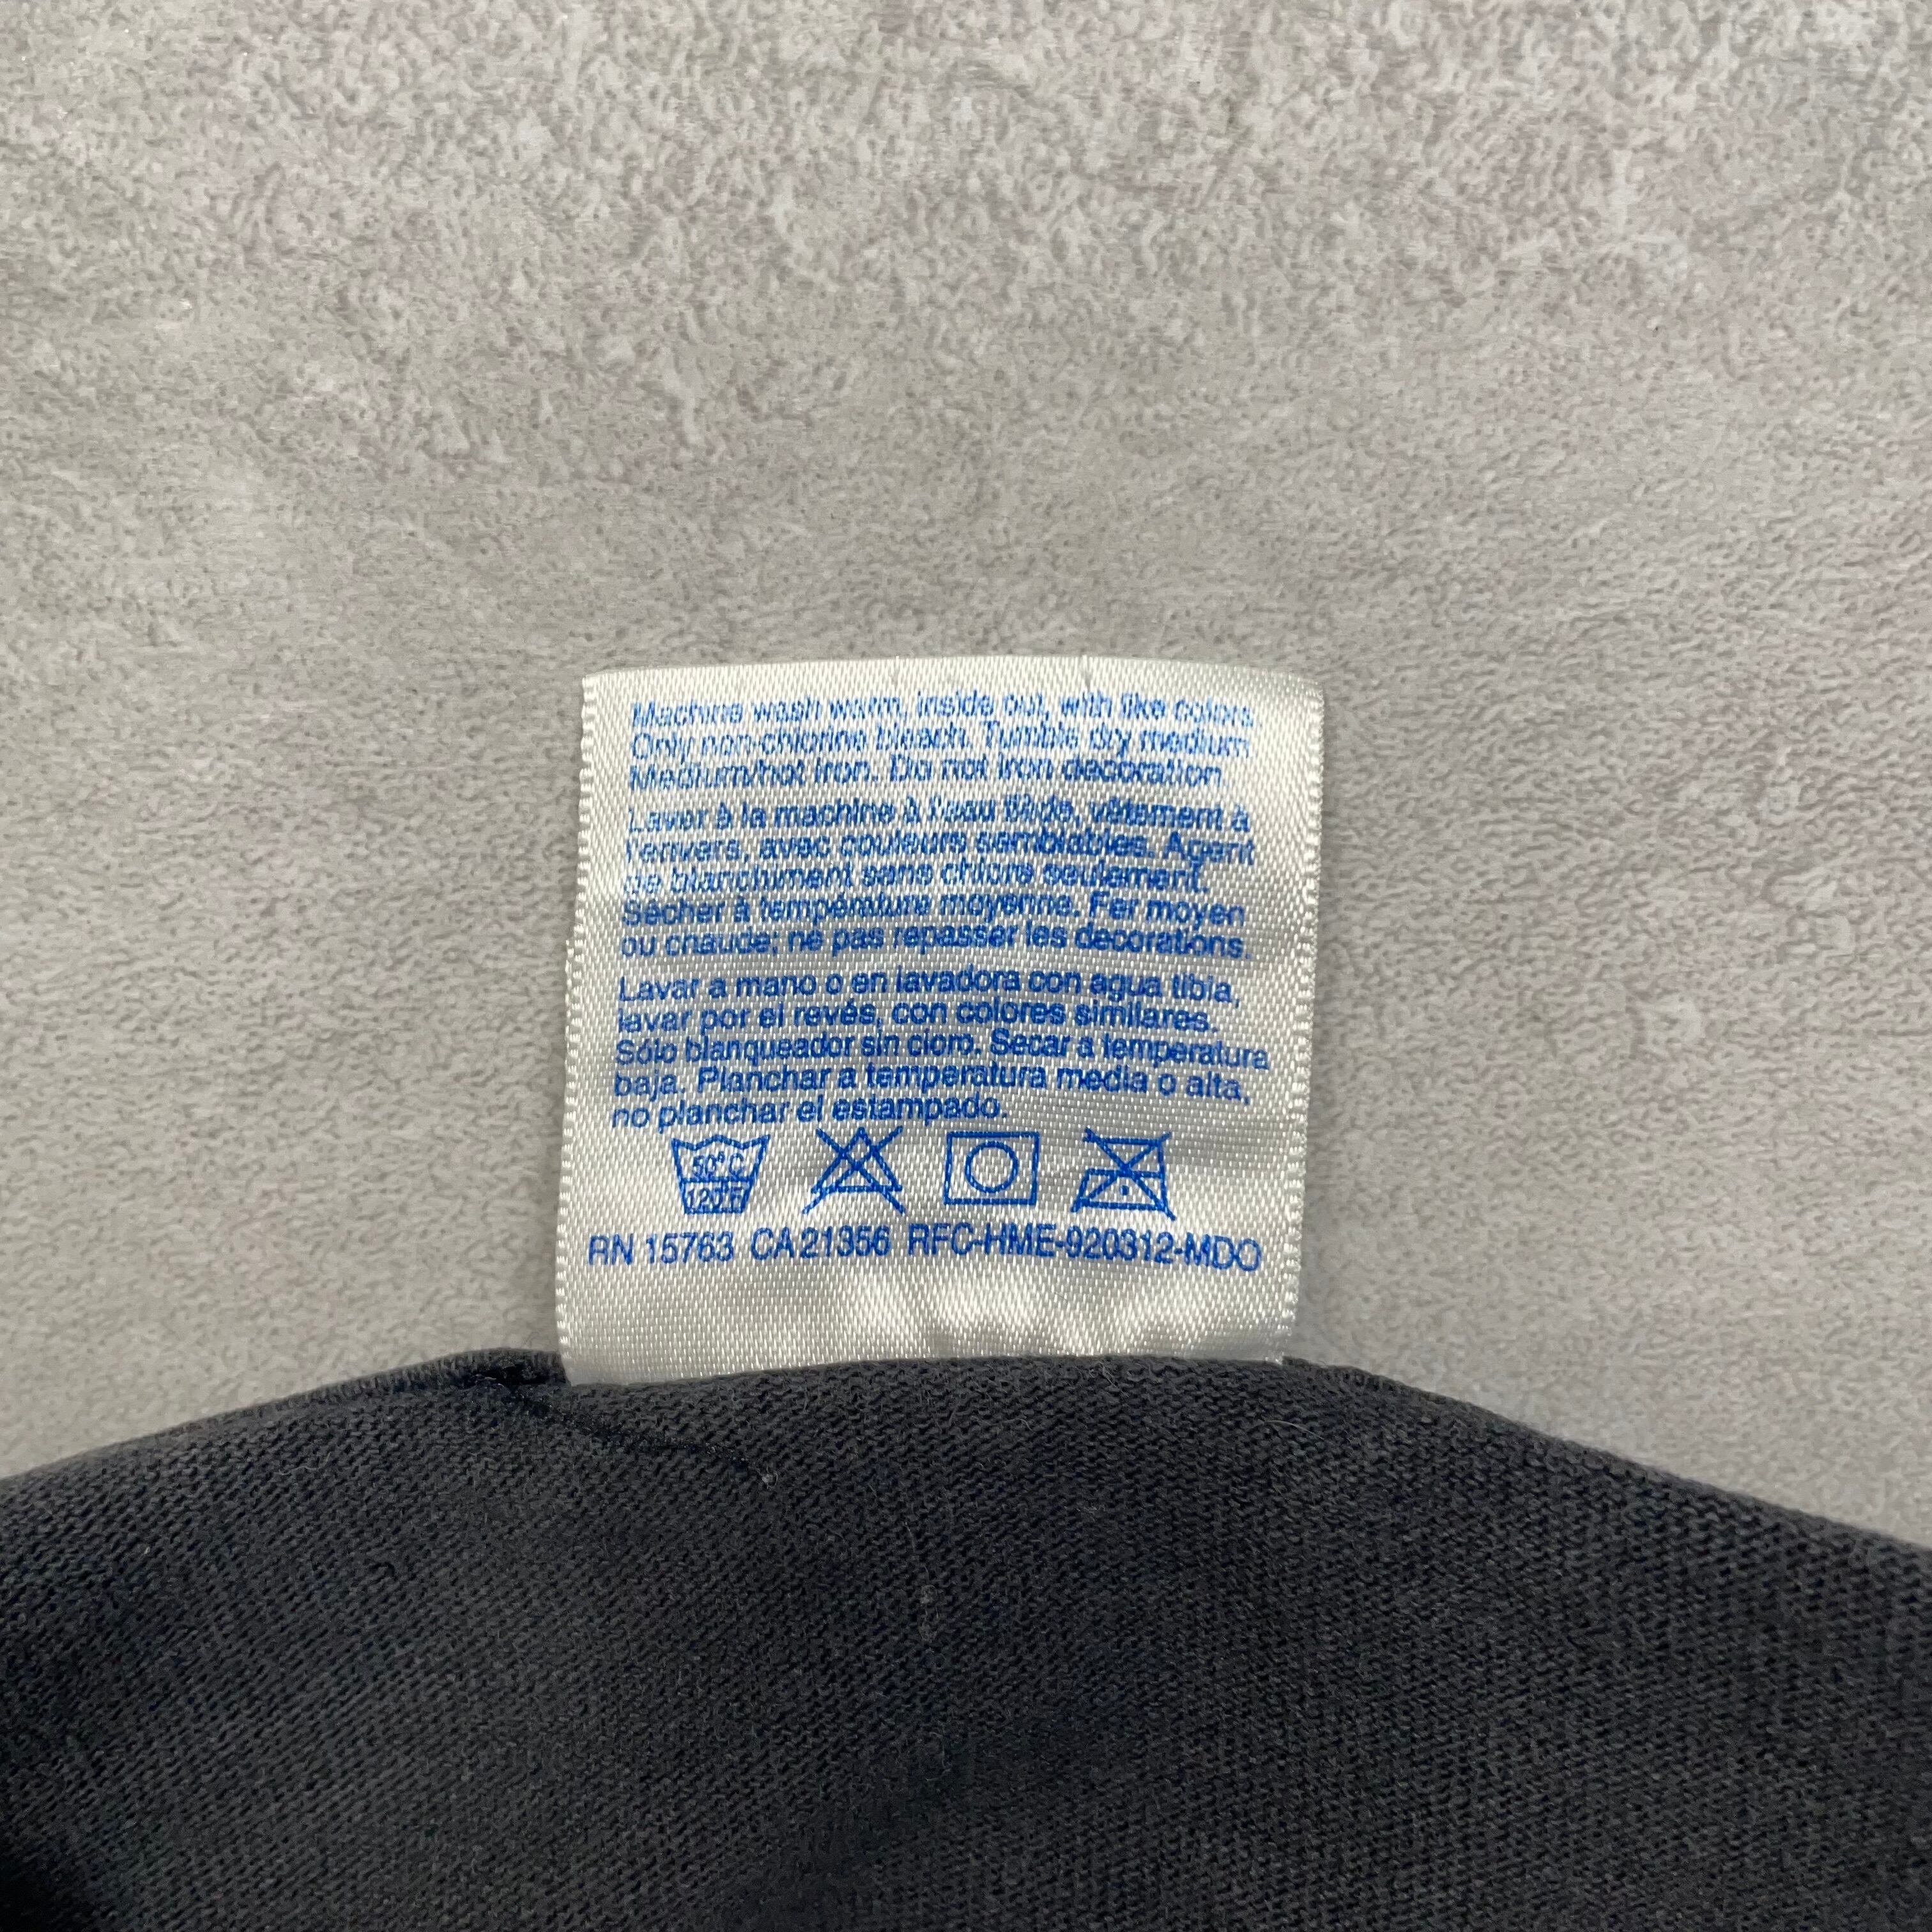 Machine wash warm, inside out, with like colors
Only non-chlorine bleach. Tumble dry medium
Medium/hot iron. Do not iron decoration
Laver à la machine à l'eau tiède, vêtement à
l'envers, avec couleurs semblables. Agent
de blanchiment sans chlore seulement.
Sécher à température moyenne. Fer moyen
ou chaude; ne pas repasser les decorations.
Lavar a mano o en lavadora con agua tibia,
lavar por el revés, con colores similares.
Sólo blanqueador sin cloro. Secar a temperatura
baja. Planchar a temperatura media o alta,
no planchar el estampado.
50°C
120°F
RN 15763 CA21356 RFC-HME-920312-MDO